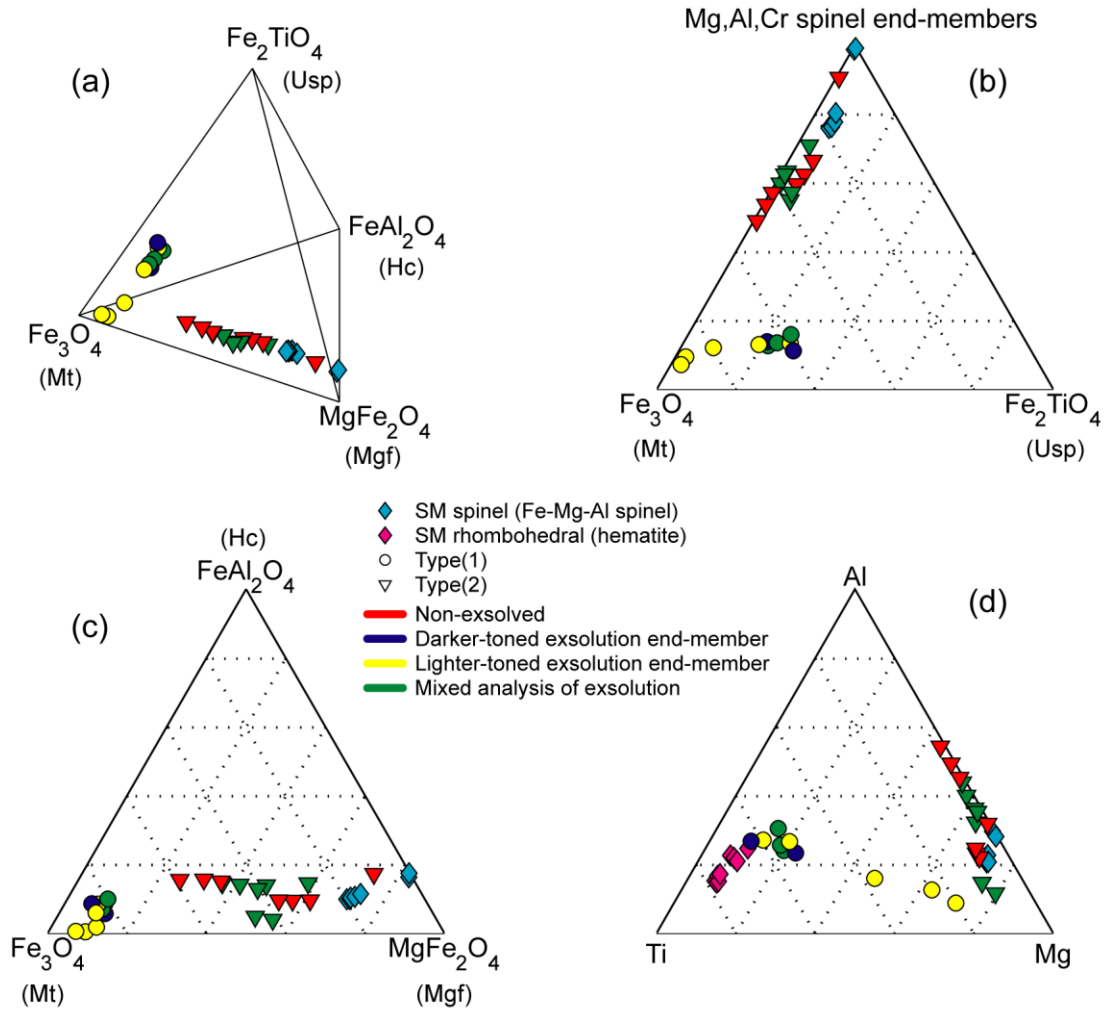 (a)
Fe₂TiO₄
(Usp)
FeAl₂O₄
(Hc)
Fe₃O₄
(Mt)
MgFe₂O₄
(Mgf)
Mg,Al,Cr spinel end-members
(b)
Fe₃O₄
(Mt)
Fe₂TiO₄
(Usp)
(Hc)
FeAl₂O₄
(c)
Fe₃O₄
(Mt)
MgFe₂O₄
(Mgf)
SM spinel (Fe-Mg-Al spinel)
SM rhombohedral (hematite)
Type(1)
Type(2)
Non-exsolved
Darker-toned exsolution end-member
Lighter-toned exsolution end-member
Mixed analysis of exsolution
Al
(d)
Ti
Mg